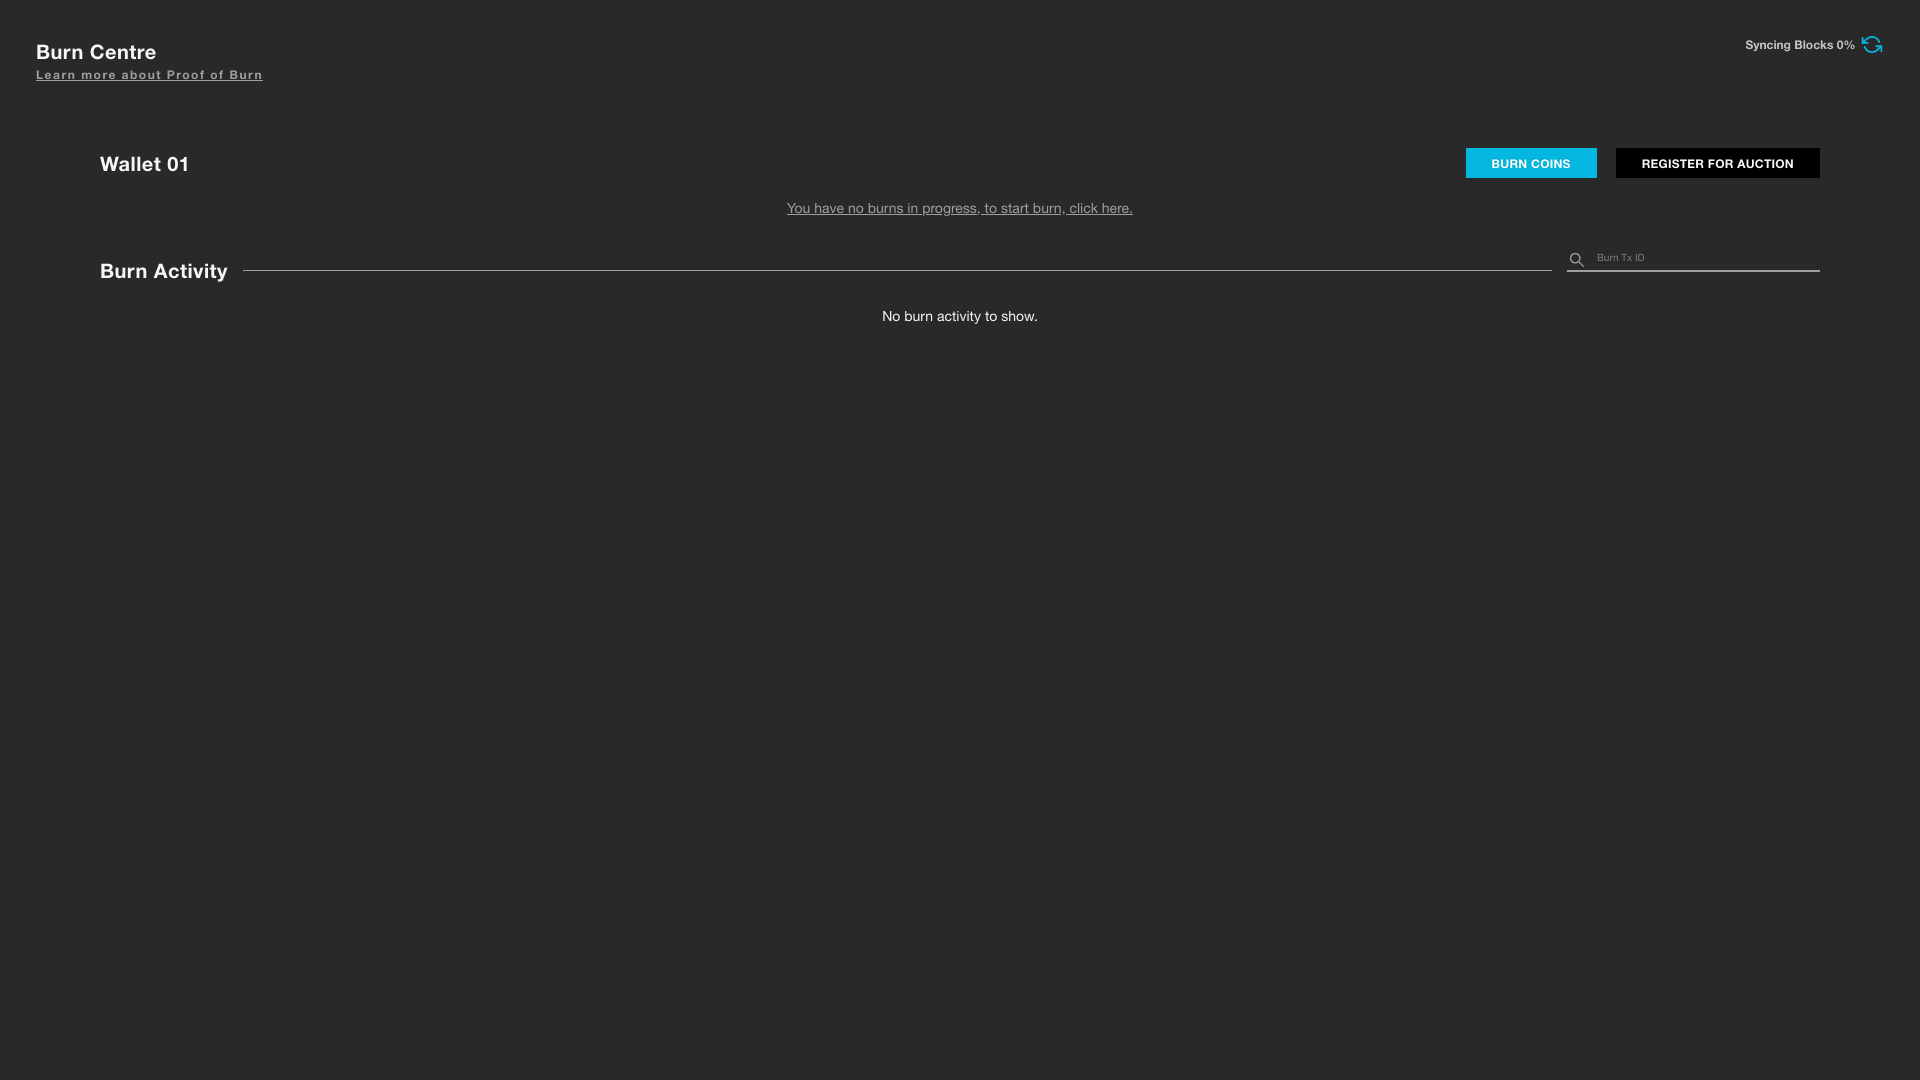 Burn Centre
Learn more about Proof of Burn
Syncing Blocks 0%
Wallet 01
BURN COINS
REGISTER FOR AUCTION
You have no burns in progress, to start burn, click here.
Burn Activity
Burn Tx ID
No burn activity to show.